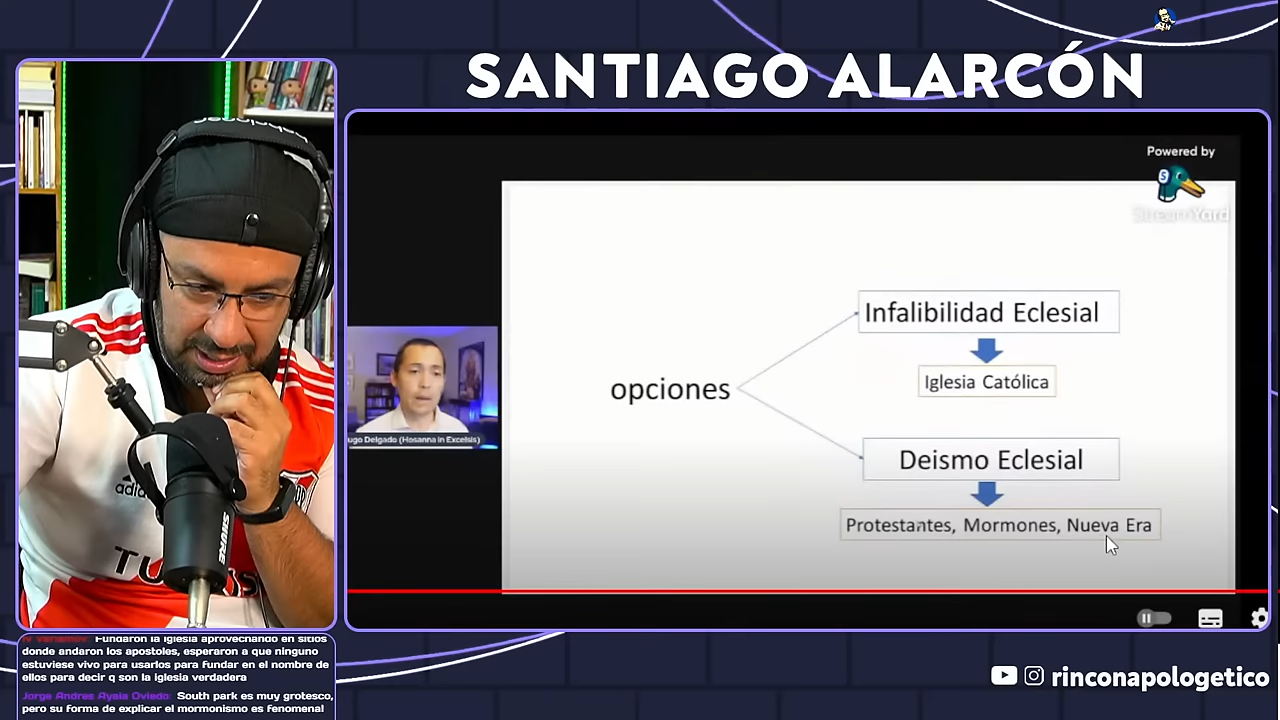 SANTIAGO ALARCÓN
Powered by
StreamYard
Infalibilidad Eclesial
Iglesia Católica
opciones
Deismo Eclesial
Protestantes, Mormones, Nueva Era
ugo Delgado (Hosanna in Excelsis)
adidas
TU
SHURE
Fundaron la iglesia aprovechando en sitios
donde andaron los apostoles, esperaron a que ninguno
estuviese vivo para usarlos para fundar en el nombre de
ellos para decir q son la iglesia verdadera
Jorge Andres Ayala Oviedo: South park es muy grotesco,
pero su forma de explicar el mormonismo es fenomenal
rinconapologetico